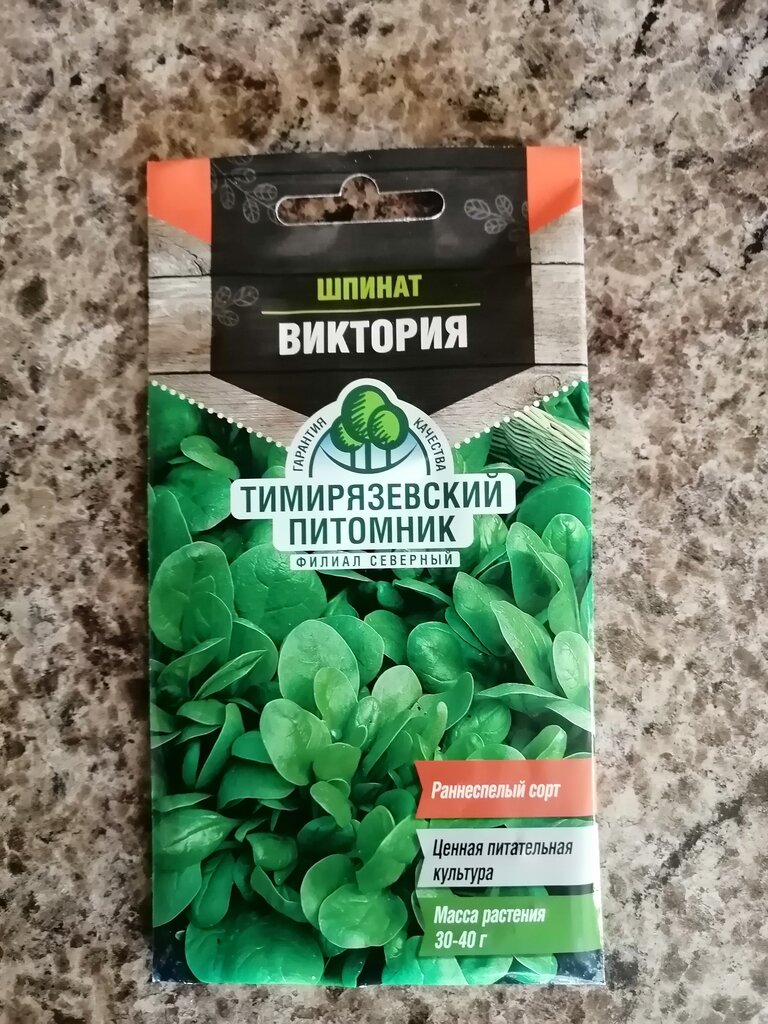 ШПИНАТ
ВИКТОРИЯ
ГАРАНТИЯ КАЧЕСТВА
ТИМИРЯЗЕВСКИЙ
ПИТОМНИК
ФИЛИАЛ СЕВЕРНЫЙ
Раннеспелый сорт
Ценная питательная
культура
Масса растения
30-40 г